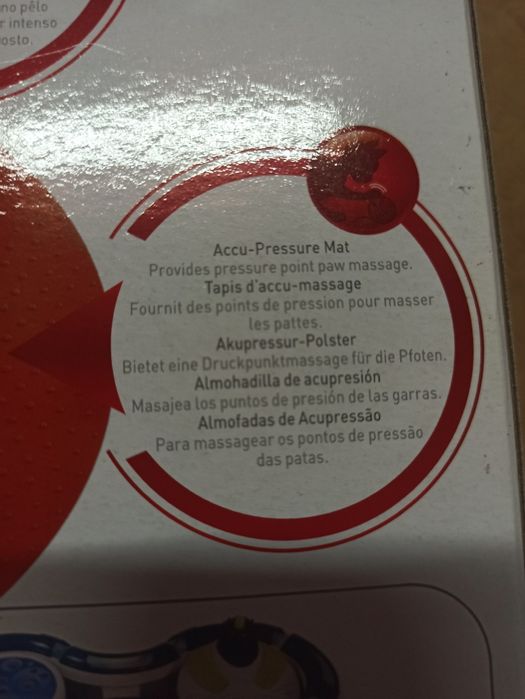 no pêlo
r intenso
osto.
Accu-Pressure Mat
Provides pressure point paw massage.
Tapis d'accu-massage
Fournit des points de pression pour masser
les pattes.
Akupressur-Polster
Bietet eine Druckpunktmassage für die Pfoten.
Almohadilla de acupresión
Masajea los puntos de presión de las garras.
Almofadas de Acupressão
Para massagear os pontos de pressão
das patas.